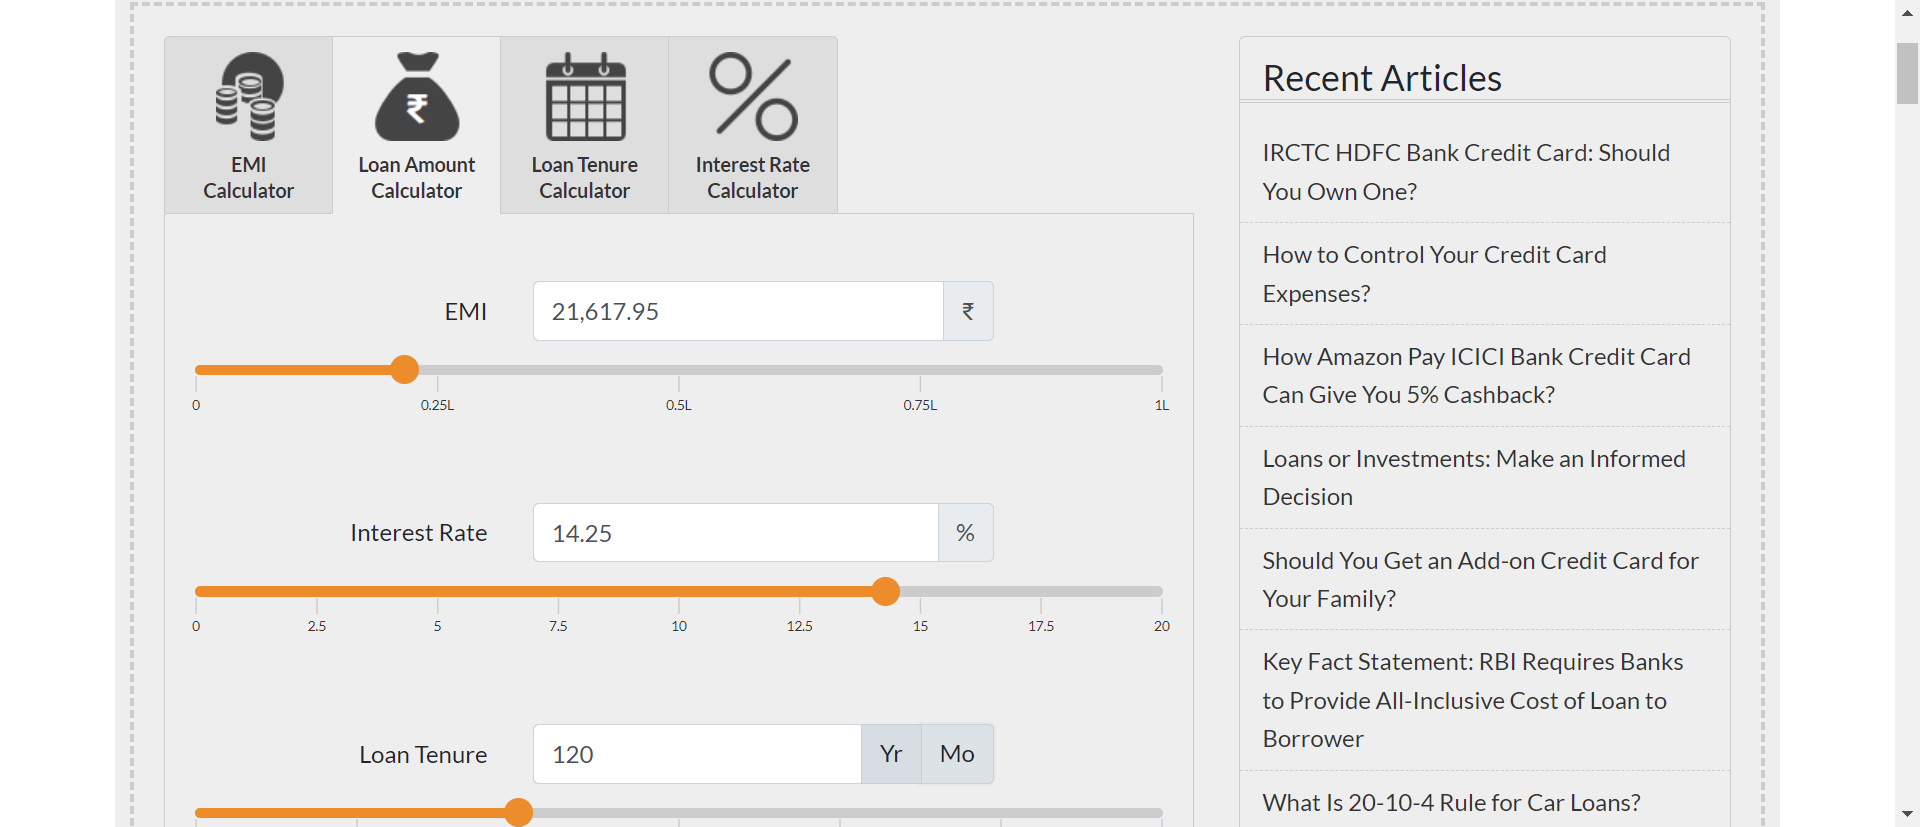 EMI
Calculator
Loan Amount
Calculator
Loan Tenure
Calculator
Interest Rate
Calculator
EMI
21,617.95
₹
0
0.25L
0.5L
0.75L
1L
Interest Rate
14.25
%
0
2.5
5
7.5
10
12.5
15
17.5
20
Loan Tenure
120
Yr
Mo
Recent Articles
IRCTC HDFC Bank Credit Card: Should
You Own One?
How to Control Your Credit Card
Expenses?
How Amazon Pay ICICI Bank Credit Card
Can Give You 5% Cashback?
Loans or Investments: Make an Informed
Decision
Should You Get an Add-on Credit Card for
Your Family?
Key Fact Statement: RBI Requires Banks
to Provide All-Inclusive Cost of Loan to
Borrower
What Is 20-10-4 Rule for Car Loans?